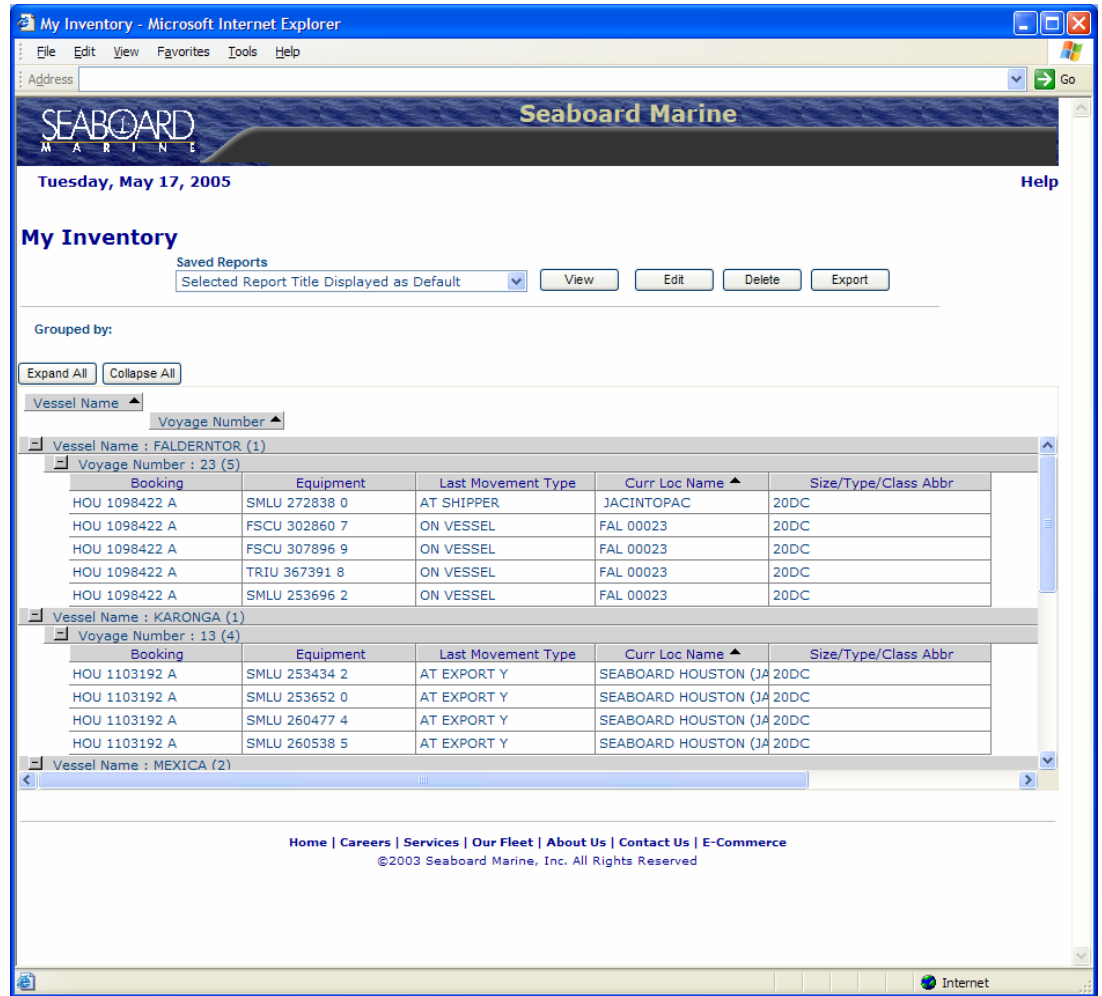 My Inventory - Microsoft Internet Explorer
File Edit View Favorites Tools Help
Address Go
SEABOARD
MARINE
Seaboard Marine
Tuesday, May 17, 2005 Help
My Inventory
Saved Reports
Selected Report Title Displayed as Default View Edit Delete Export
Grouped by:
Expand All Collapse All
Vessel Name
Voyage Number
Vessel Name : FALDERNTOR (1)
Voyage Number : 23 (5)
Booking Equipment Last Movement Type Curr Loc Name Size/Type/Class Abbr
HOU 1098422 A SMLU 272838 0 AT SHIPPER JACINTOPAC 20DC
HOU 1098422 A FSCU 302860 7 ON VESSEL FAL 00023 20DC
HOU 1098422 A FSCU 307896 9 ON VESSEL FAL 00023 20DC
HOU 1098422 A TRIU 367391 8 ON VESSEL FAL 00023 20DC
HOU 1098422 A SMLU 253696 2 ON VESSEL FAL 00023 20DC
Vessel Name : KARONGA (1)
Voyage Number : 13 (4)
Booking Equipment Last Movement Type Curr Loc Name Size/Type/Class Abbr
HOU 1103192 A SMLU 253434 2 AT EXPORT Y SEABOARD HOUSTON (JA 20DC
HOU 1103192 A SMLU 253652 0 AT EXPORT Y SEABOARD HOUSTON (JA 20DC
HOU 1103192 A SMLU 260477 4 AT EXPORT Y SEABOARD HOUSTON (JA 20DC
HOU 1103192 A SMLU 260538 5 AT EXPORT Y SEABOARD HOUSTON (JA 20DC
Vessel Name : MEXICA (2)
Home | Careers | Services | Our Fleet | About Us | Contact Us | E-Commerce
©2003 Seaboard Marine, Inc. All Rights Reserved
Internet